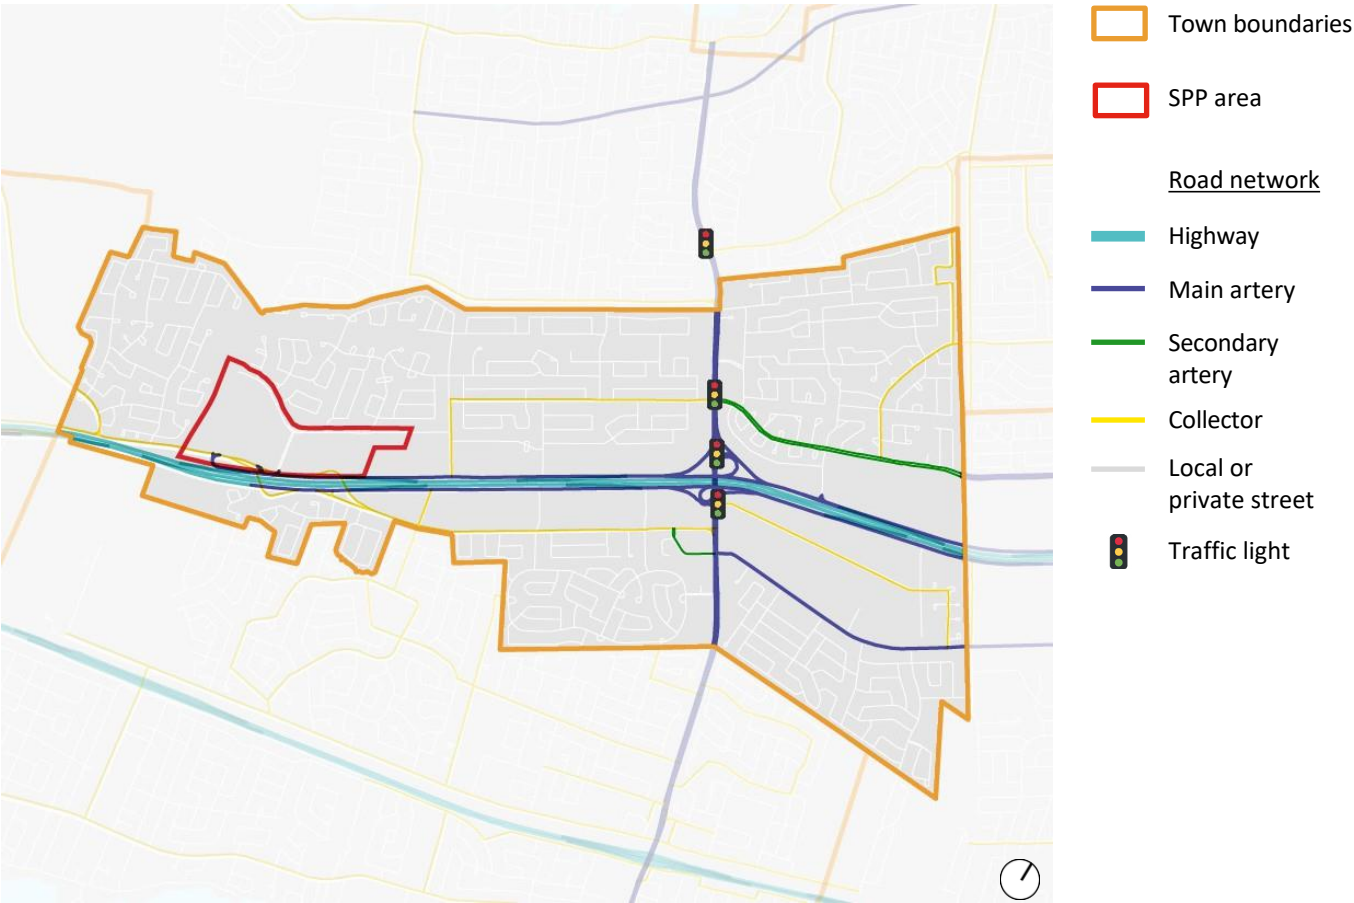 Town boundaries
SPP area
Road network
Highway
Main artery
Secondary
artery
Collector
Local or
private street
Traffic light